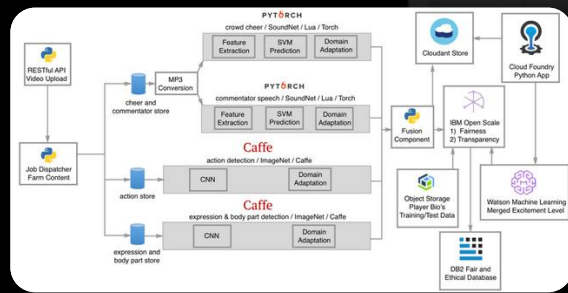 PYTORCH
crowd cheer / SoundNet / Lua / Torch
Feature
Extraction
SVM
Prediction
Domain
Adaptation
RESTful API
Video Upload
MP3
Conversion
cheer and
commentator store
PYTORCH
commentator speech / SoundNet / Lua / Torch
Feature
Extraction
SVM
Prediction
Domain
Adaptation
Cloudant Store
Cloud Foundry
Python App
Fusion
Component
IBM Open Scale
1) Fairness
2) Transparency
Job Dispatcher
Farm Content
Caffe
action detection / ImageNet / Caffe
CNN
Domain
Adaptation
action store
Caffe
expression & body part detection / ImageNet / Caffe
CNN
Domain
Adaptation
expression and
body part store
Object Storage
Player Bio's
Training/Test Data
Watson Machine Learning
Merged Excitement Level
DB2 Fair and
Ethical Database